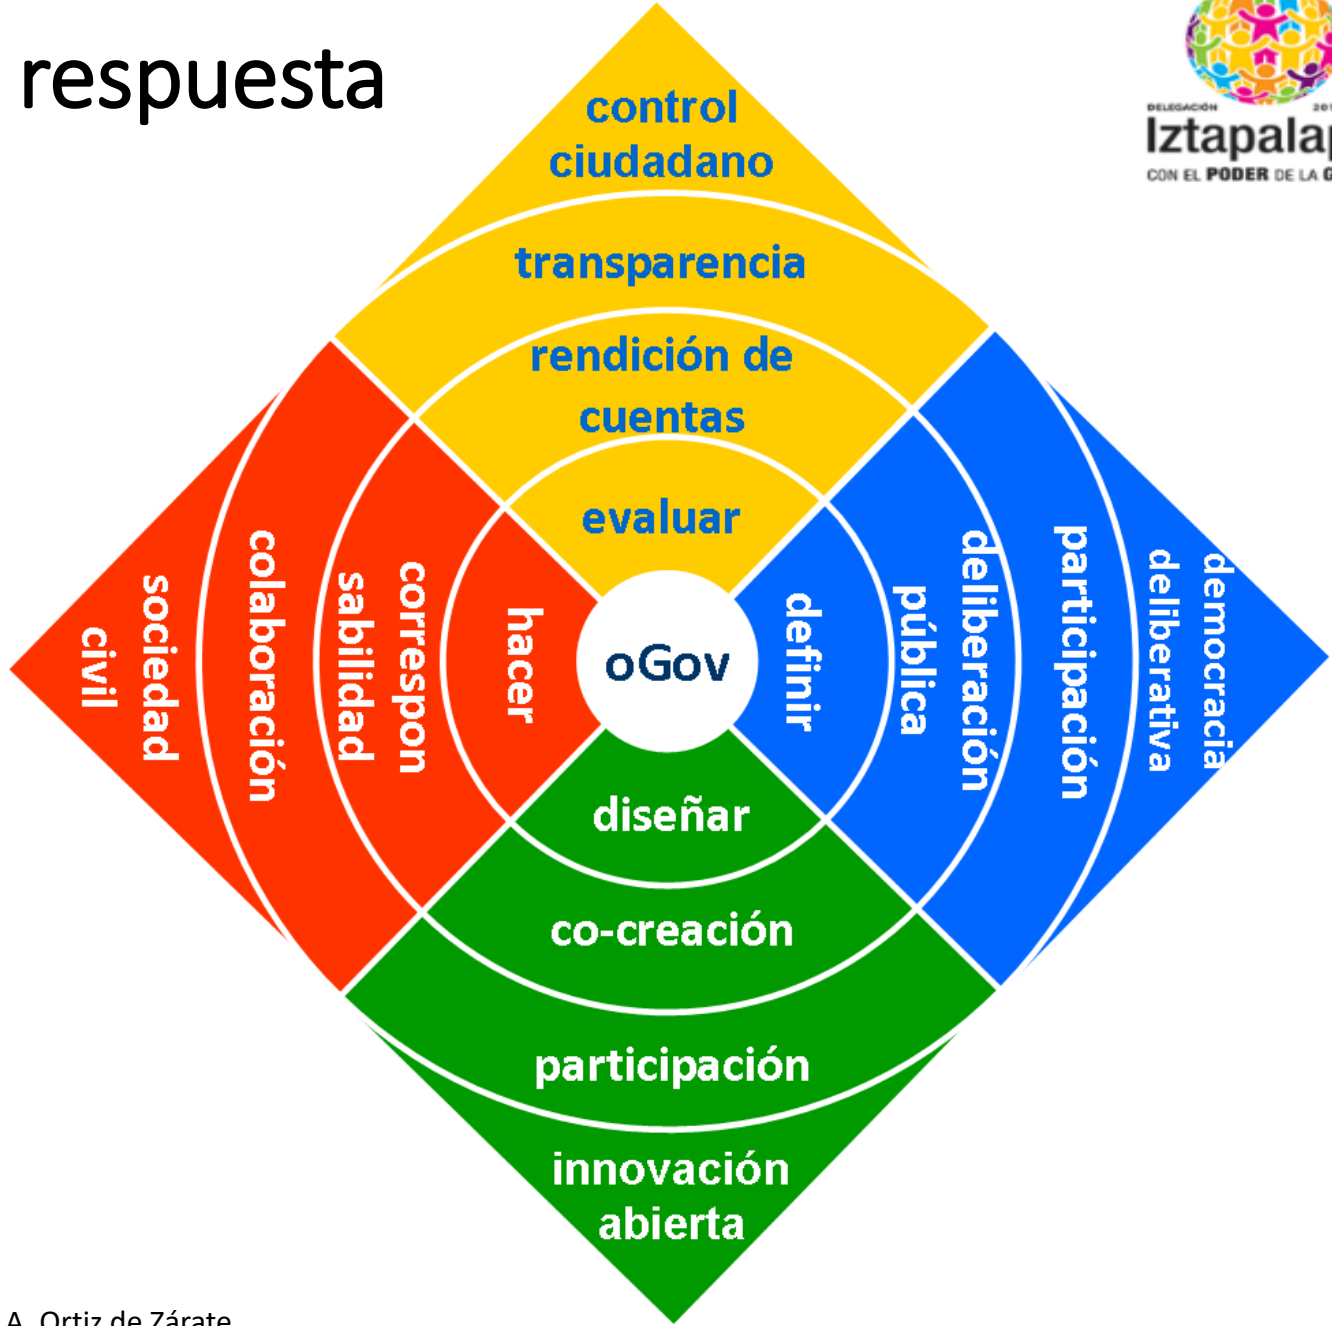 respuesta
DELEGACIÓN 201
Iztapalap
CON EL PODER DE LA G
control
ciudadano
transparencia
rendición de
cuentas
evaluar
sociedad
civil
colaboración
correspon
sabilidad
hacer
oGov
definir
deliberación
pública
participación
democracia
deliberativa
diseñar
co-creación
participación
innovación
abierta
A. Ortiz de Zárate